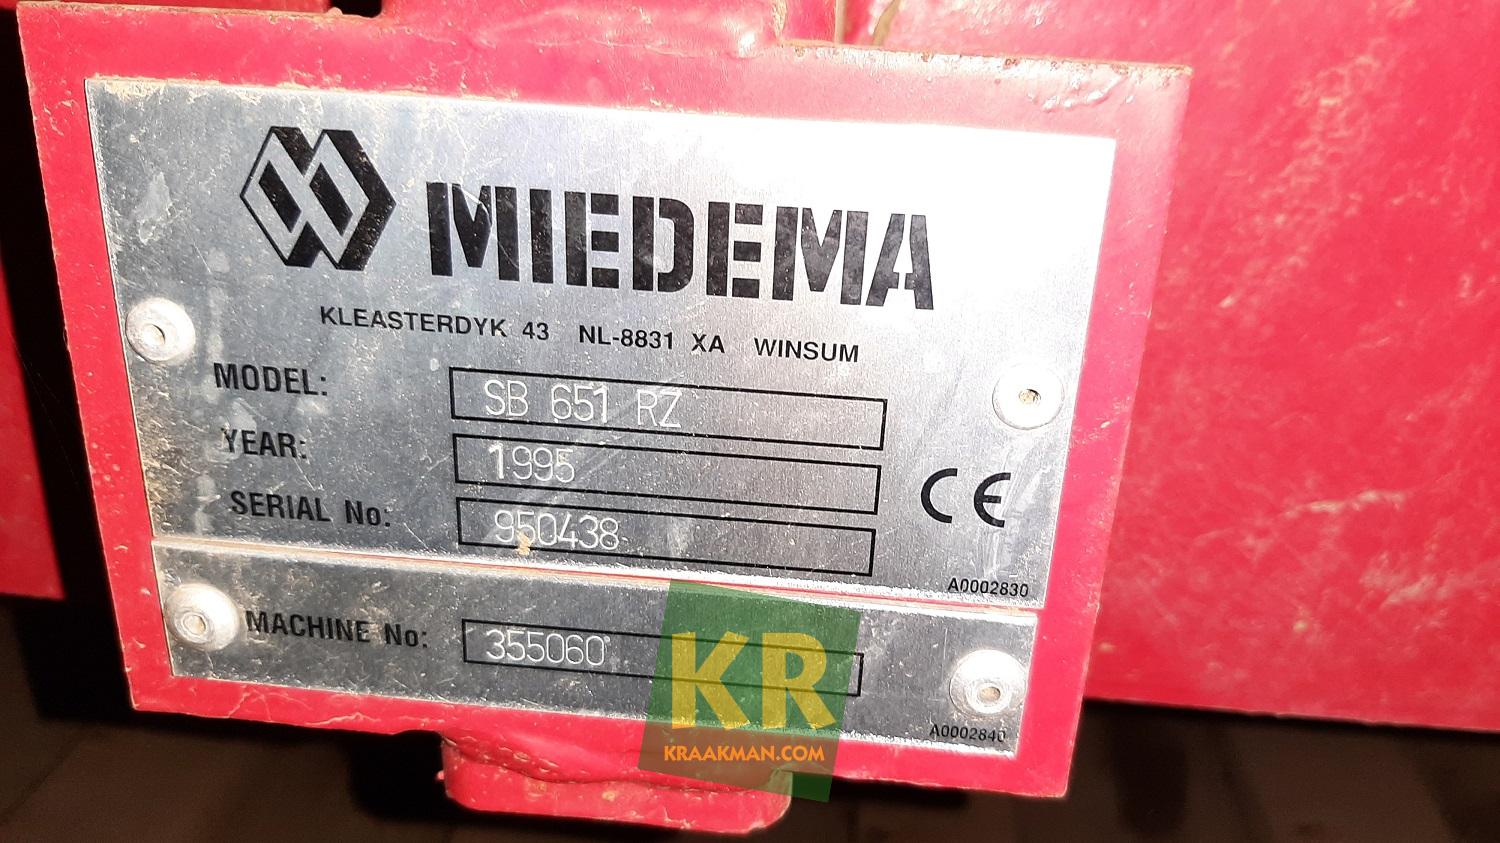 MIEDEMA
KLEASTERDYK 43 NL-8831 XA WINSUM
MODEL: SB 651 RZ
YEAR: 1995
SERIAL No: 950438
CE
A0002830
MACHINE No: 355060
A0002840
KR
KRAAKMAN.COM